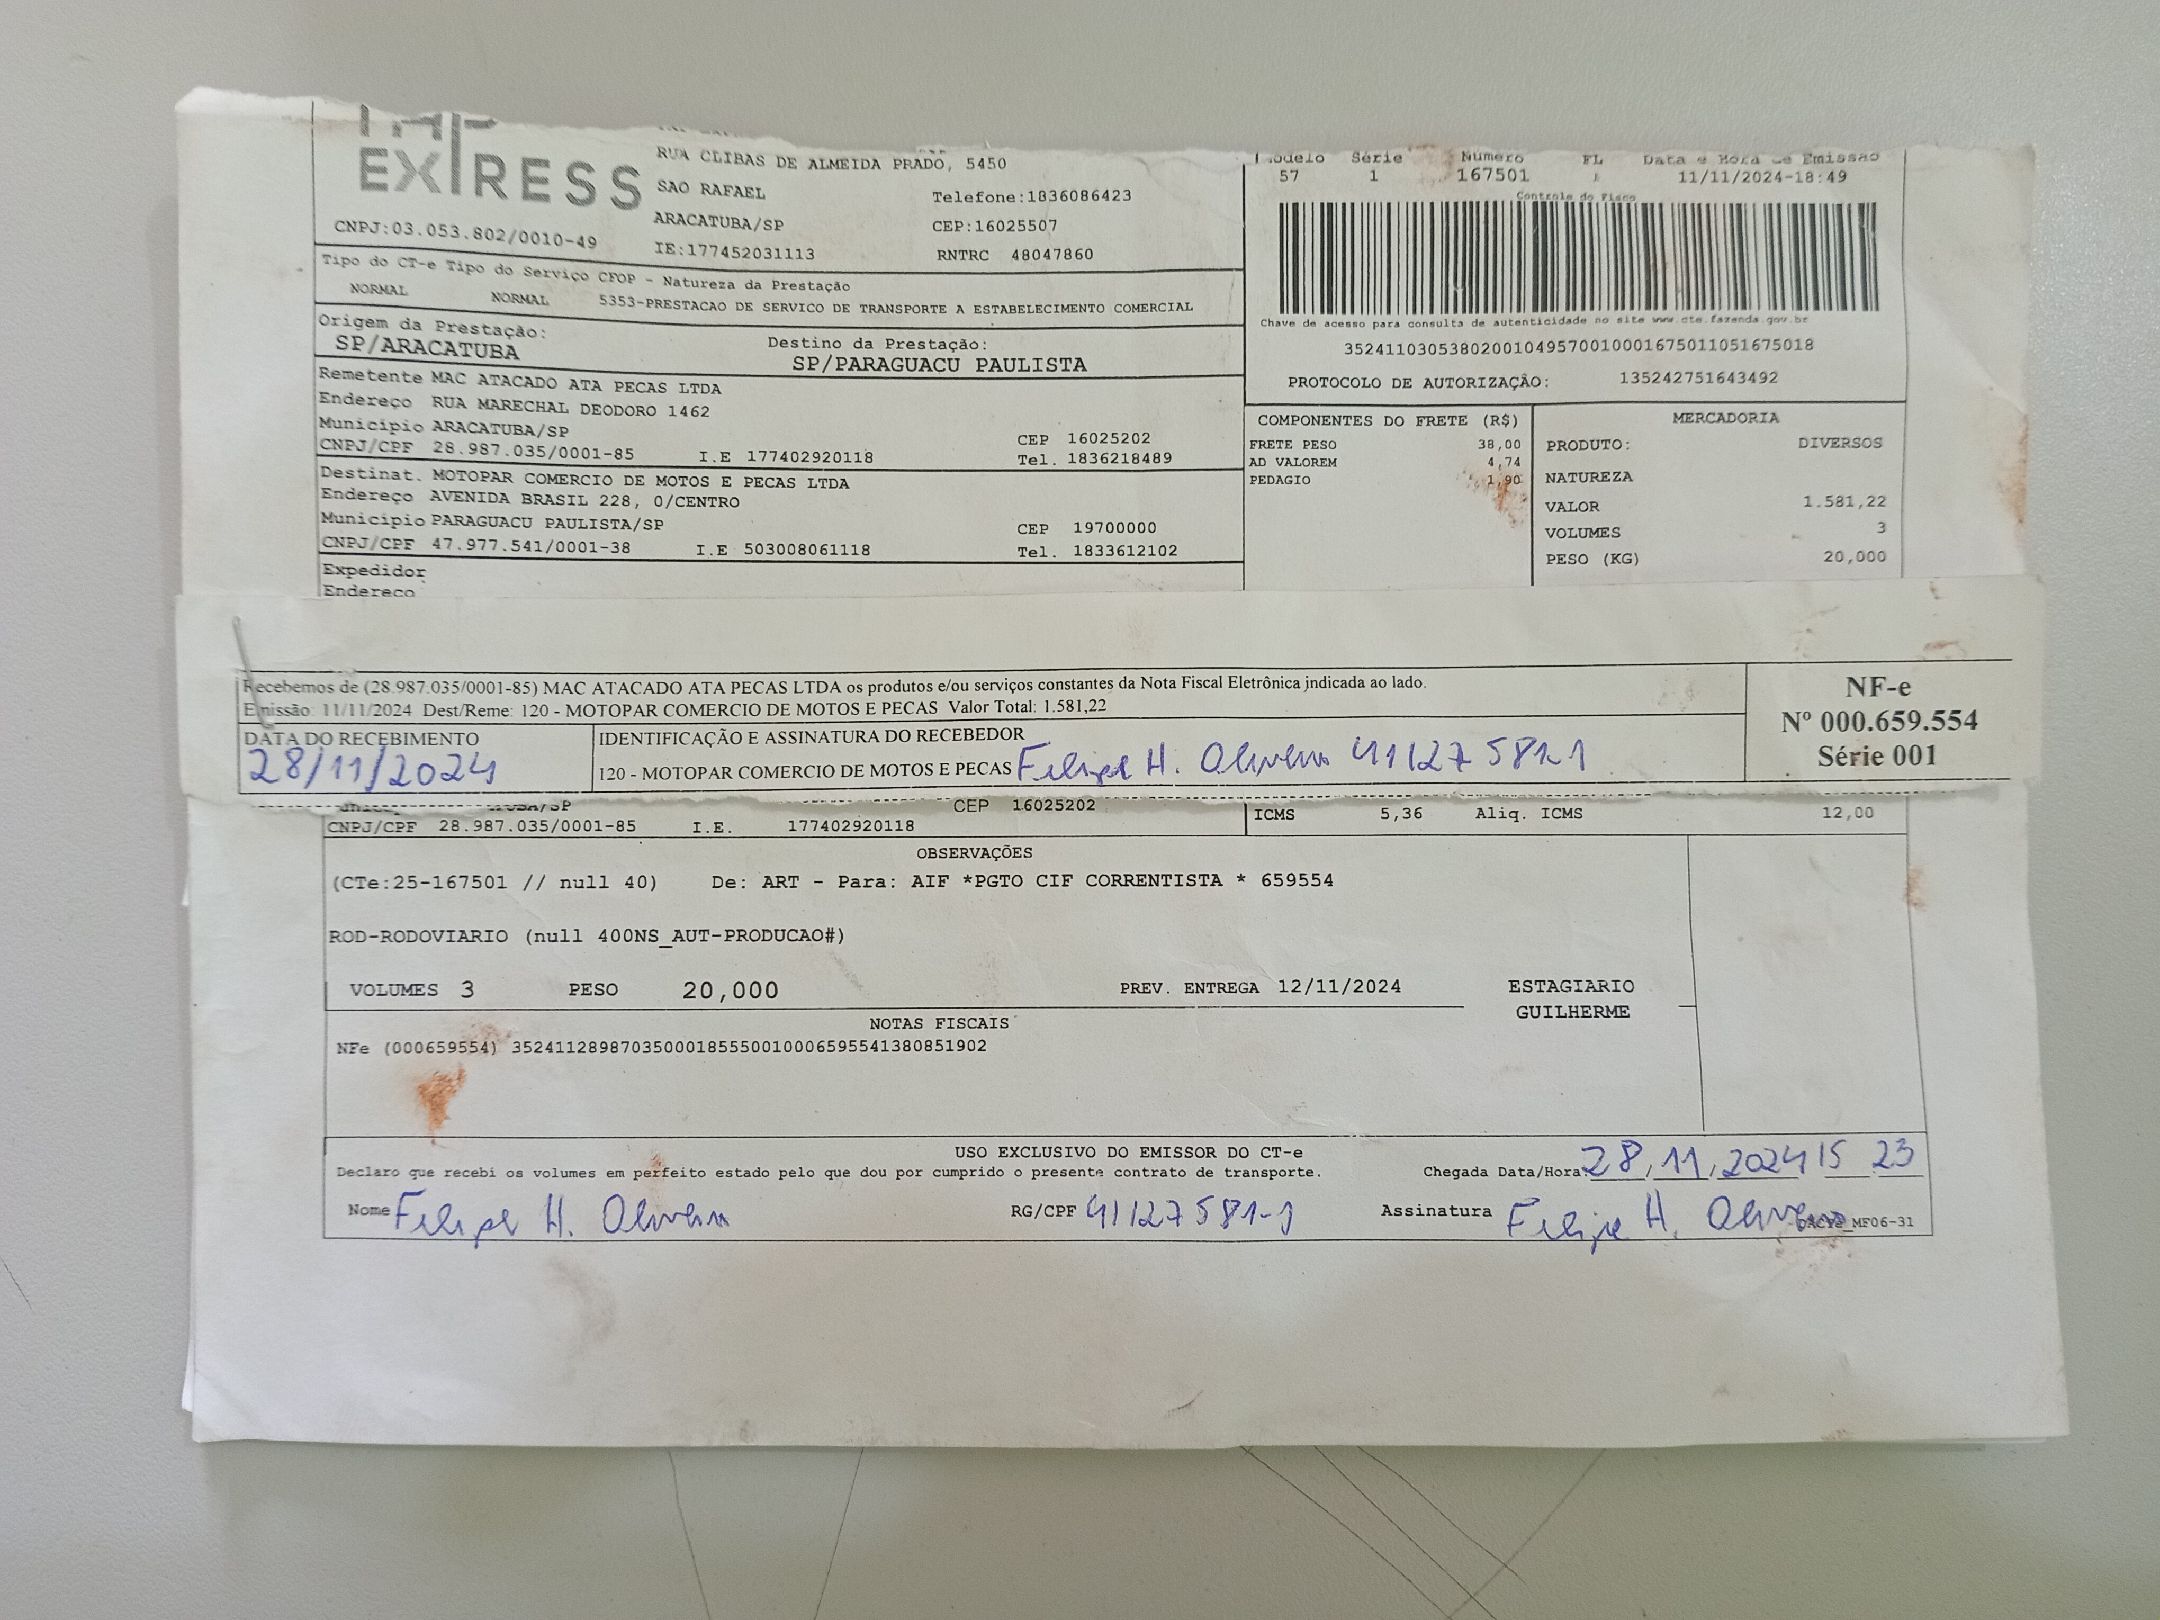 EXPRESS
RUA CLIBAS DE ALMEIDA PRADO, 5450
SAO RAFAEL Telefone:1836086423
ARACATUBA/SP CEP:16025507
CNPJ:03.053.802/0010-49 IE:177452031113 RNTRC 48047860
Modelo Série Número FL Data e Hora de Emissão
57 1 167501 11/11/2024-18:49
Controle do Fisco
Chave de acesso para consulta de autenticidade no site www.cte.fazenda.gov.br
35241103053802001049570010001675011051675018
PROTOCOLO DE AUTORIZAÇÂO: 135242751643492
Tipo do CT-e Tipo do Serviço CFOP - Natureza da Prestação
NORMAL NORMAL 5353-PRESTACAO DE SERVICO DE TRANSPORTE A ESTABELECIMENTO COMERCIAL
Origem da Prestação: Destino da Prestação:
SP/ARACATUBA SP/PARAGUACU PAULISTA
Remetente MAC ATACADO ATA PECAS LTDA
Endereço RUA MARECHAL DEODORO 1462
Município ARACATUBA/SP CEP 16025202
CNPJ/CPF 28.987.035/0001-85 I.E 177402920118 Tel. 1836218489
Destinat. MOTOPAR COMERCIO DE MOTOS E PECAS LTDA
Endereço AVENIDA BRASIL 228, 0/CENTRO
Município PARAGUACU PAULISTA/SP CEP 19700000
CNPJ/CPF 47.977.541/0001-38 I.E 503008061118 Tel. 1833612102
Expedidor
Endereço
COMPONENTES DO FRETE (R$)
FRETE PESO 38,00
AD VALOREM 4,74
PEDAGIO 1,90
MERCADORIA
PRODUTO: DIVERSOS
NATUREZA
VALOR 1.581,22
VOLUMES 3
PESO (KG) 20,000
Recebemos de (28.987.035/0001-85) MAC ATACADO ATA PECAS LTDA os produtos e/ou serviços constantes da Nota Fiscal Eletrônica indicada ao lado.
Emissão: 11/11/2024 Dest/Reme: 120 - MOTOPAR COMERCIO DE MOTOS E PECAS Valor Total: 1.581,22
DATA DO RECEBIMENTO IDENTIFICAÇÃO E ASSINATURA DO RECEBEDOR
28/11/2024 120 - MOTOPAR COMERCIO DE MOTOS E PECAS Felipe H. Oliveira 41127581-1
NF-e
Nº 000.659.554
Série 001
CEP 16025202
CNPJ/CPF 28.987.035/0001-85 I.E. 177402920118
ICMS 5,36 Aliq. ICMS 12,00
OBSERVAÇÕES
(CTe:25-167501 // null 40) De: ART - Para: AIF *PGTO CIF CORRENTISTA * 659554
ROD-RODOVIARIO (null 400NS_AUT-PRODUCAO#)
VOLUMES 3 PESO 20,000 PREV. ENTREGA 12/11/2024
ESTAGIARIO
GUILHERME
NOTAS FISCAIS
NFe (000659554) 35241128987035000185550010006595541380851902
USO EXCLUSIVO DO EMISSOR DO CT-e
Declaro que recebi os volumes em perfeito estado pelo que dou por cumprido o presente contrato de transporte. Chegada Data/Hora 28/11/2024 15 23
Nome Felipe H. Oliveira RG/CPF 41127581-1 Assinatura Felipe H. Oliveira
MF06-31